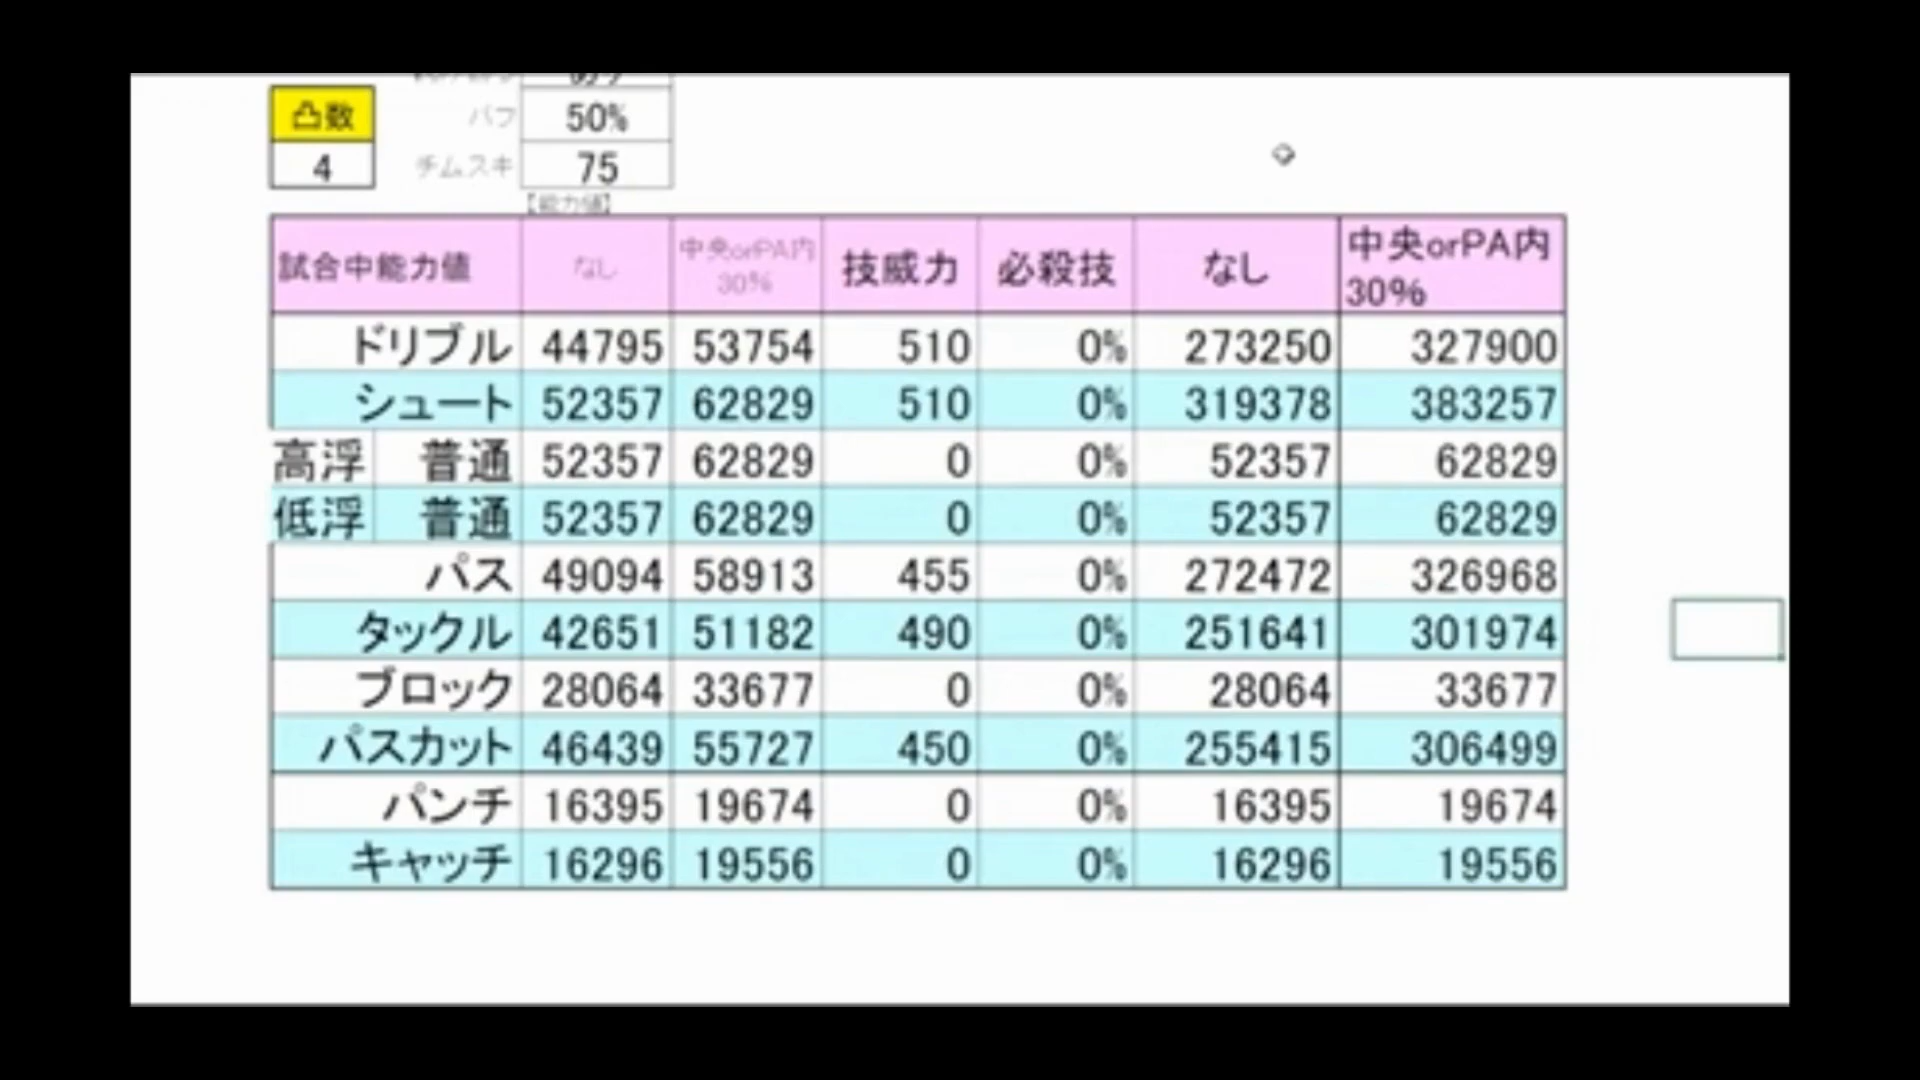 凸数 バフ 50%
4 チムスキ 75
【能力値】
試合中能力値 なし 中央orPA内 30% 技威力 必殺技 なし 中央orPA内 30%
ドリブル 44795 53754 510 0% 273250 327900
シュート 52357 62829 510 0% 319378 383257
高浮 普通 52357 62829 0 0% 52357 62829
低浮 普通 52357 62829 0 0% 52357 62829
パス 49094 58913 455 0% 272472 326968
タックル 42651 51182 490 0% 251641 301974
ブロック 28064 33677 0 0% 28064 33677
パスカット 46439 55727 450 0% 255415 306499
パンチ 16395 19674 0 0% 16395 19674
キャッチ 16296 19556 0 0% 16296 19556